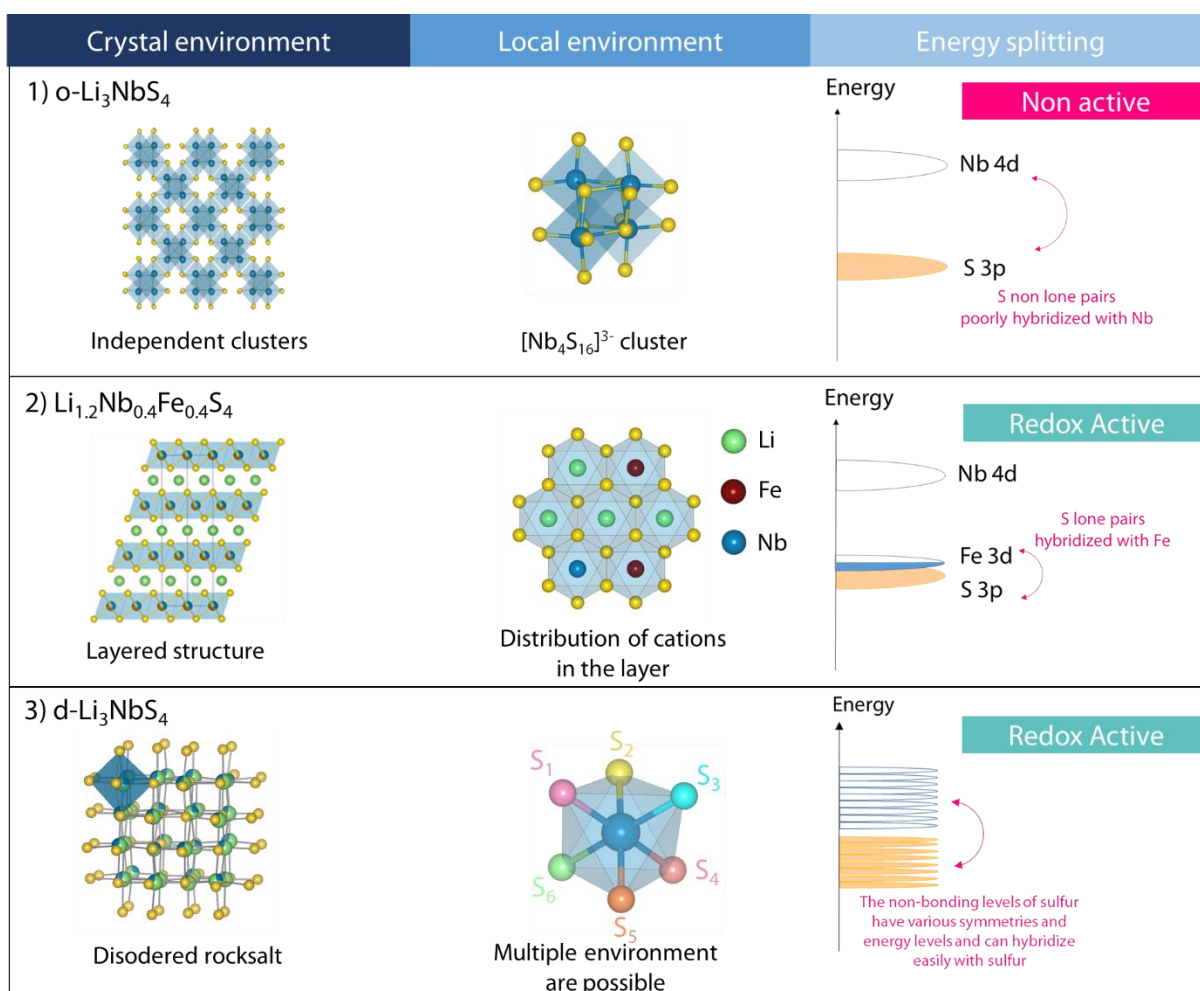 Crystal environment
Local environment
Energy splitting
1) o-Li₃NbS₄
Independent clusters
[Nb₄S₁₆]³⁻ cluster
Energy
Non active
Nb 4d
S 3p
S non lone pairs
poorly hybridized with Nb
2) Li₁.₂Nb₀.₄Fe₀.₄S₄
Layered structure
Li
Fe
Nb
Distribution of cations
in the layer
Energy
Redox Active
Nb 4d
S lone pairs
hybridized with Fe
Fe 3d
S 3p
3) d-Li₃NbS₄
Disodered rocksalt
S₁
S₂
S₃
S₄
S₅
S₆
Multiple environment
are possible
Energy
Redox Active
The non-bonding levels of sulfur
have various symmetries and
energy levels and can hybridize
easily with sulfur